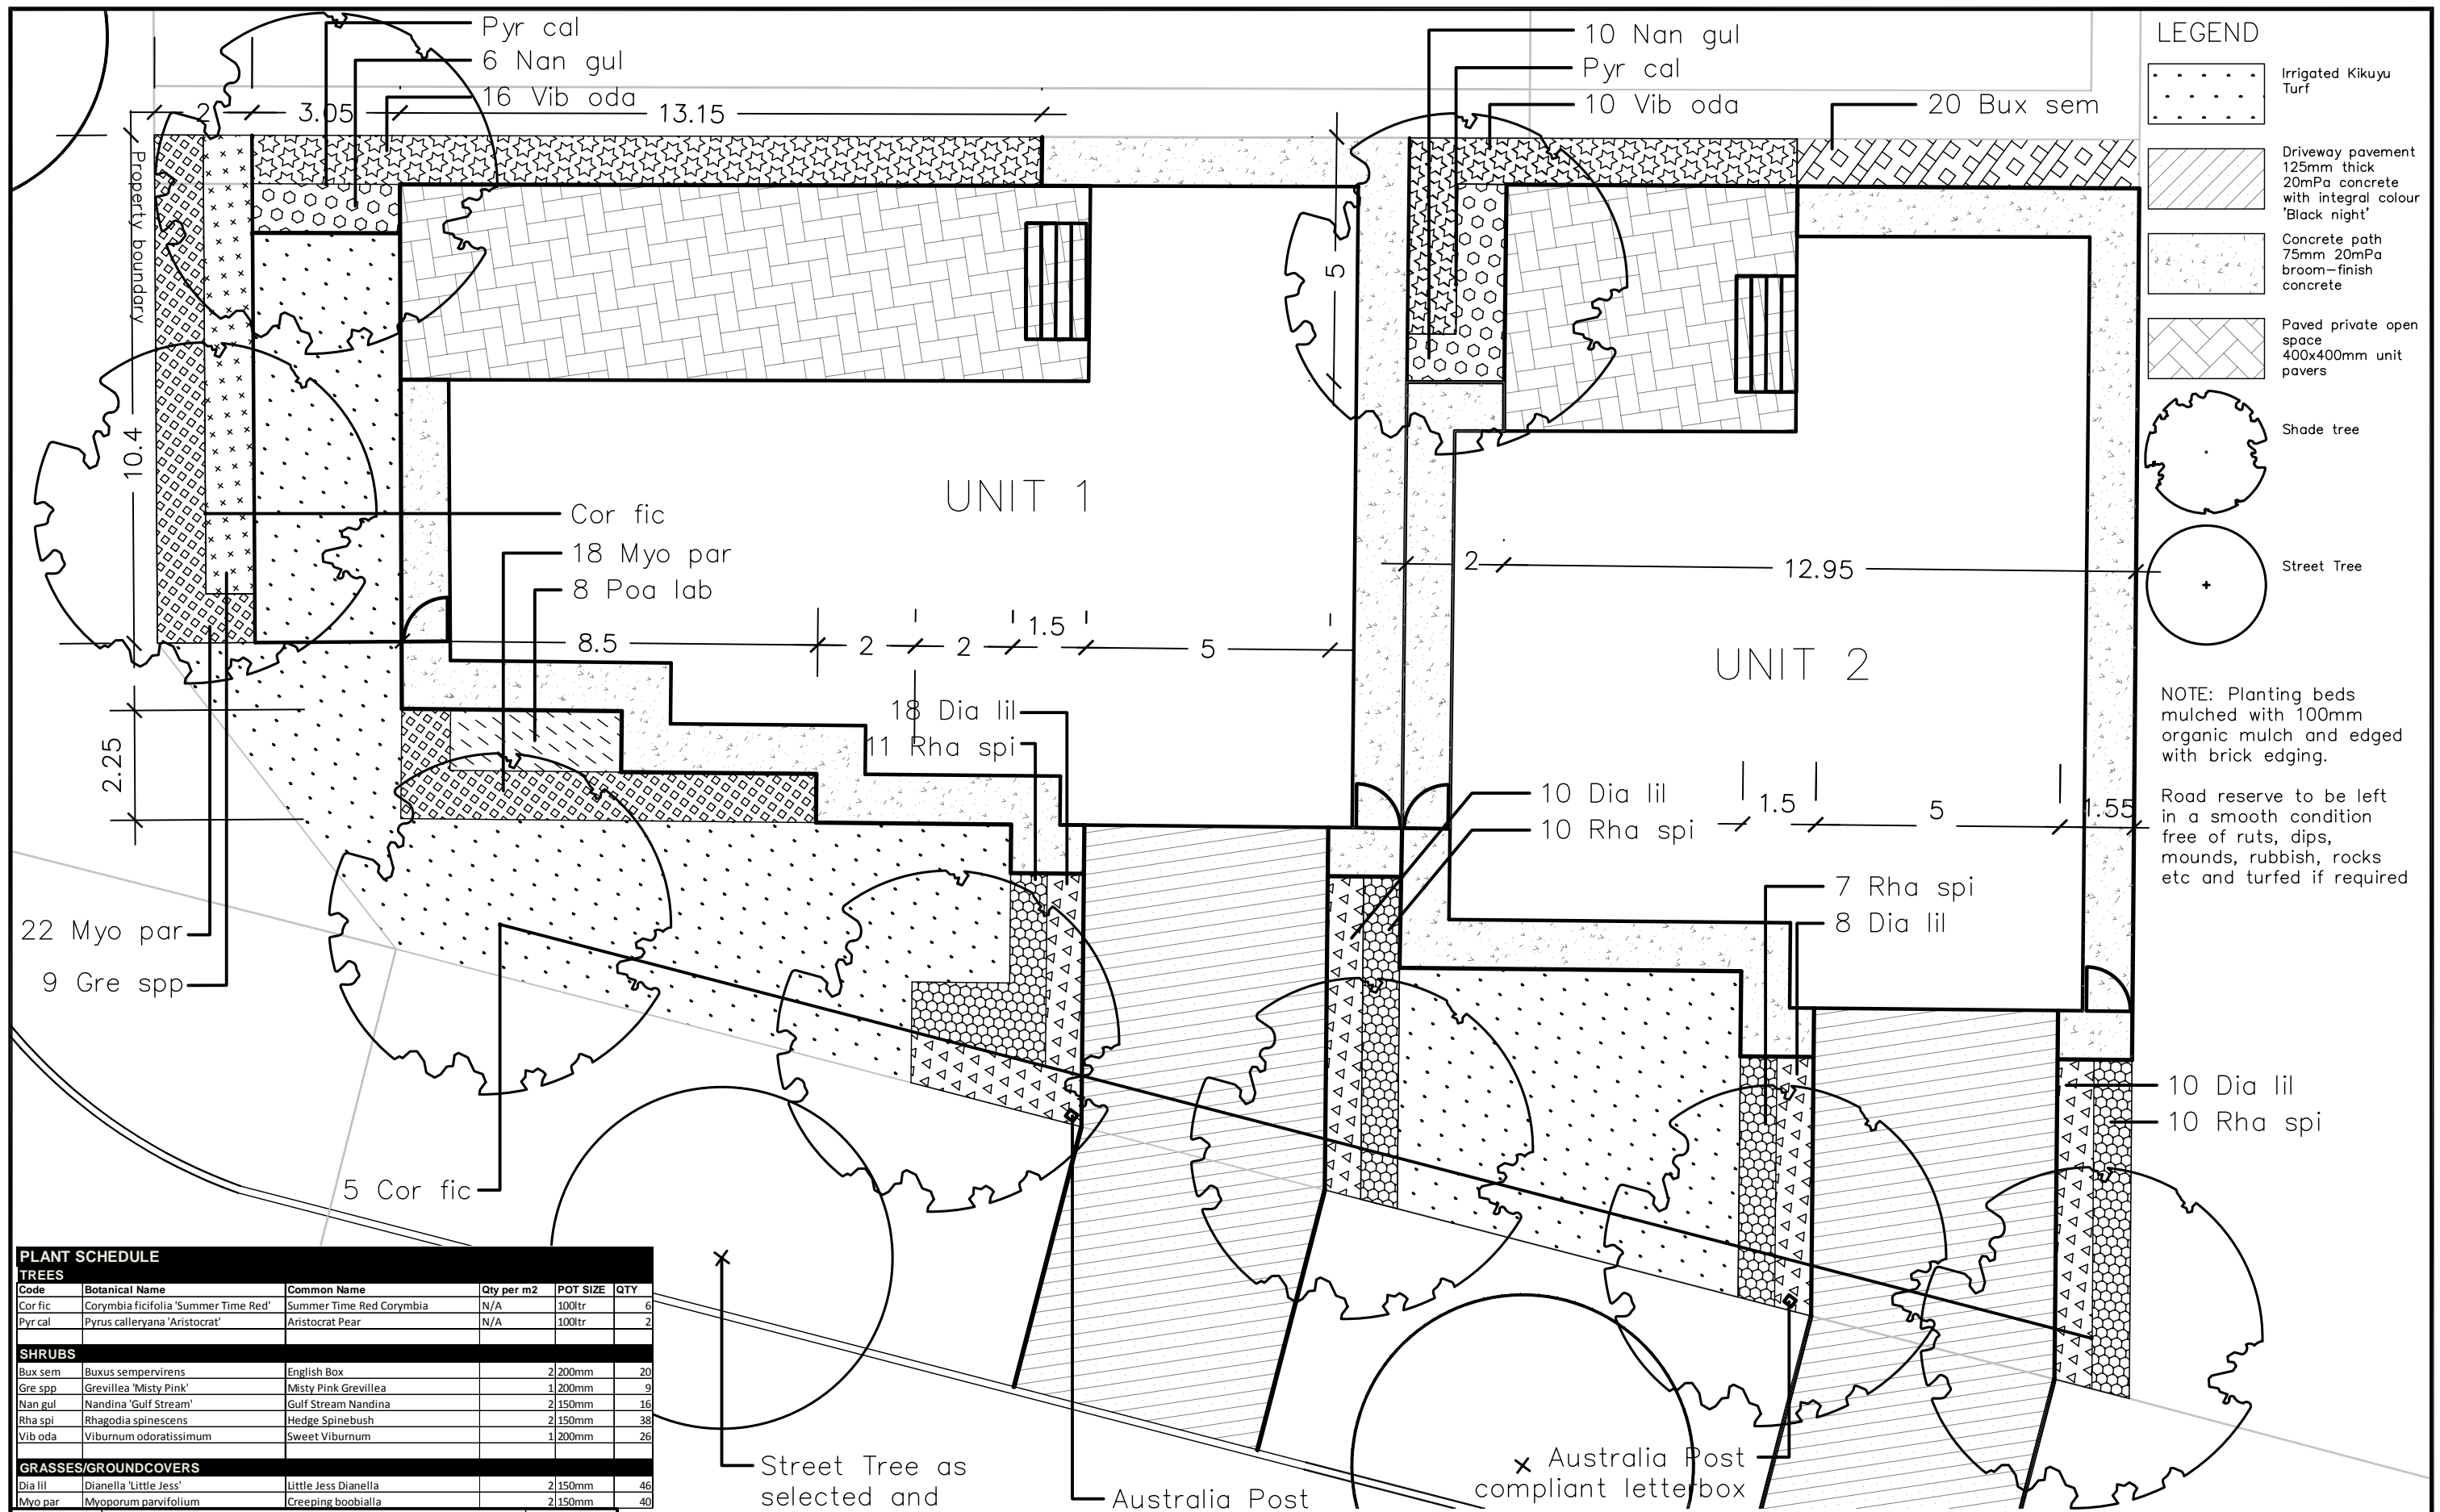 Pyr cal
6 Nan gul
16 Vib oda
2
3.05
13.15
10 Nan gul
Pyr cal
10 Vib oda
20 Bux sem
Property boundary
10.4
5
UNIT 1
Cor fic
18 Myo par
8 Poa lab
8.5
2
2
1.5
5
2
12.95
UNIT 2
2.25
18 Dia lil
11 Rha spi
10 Dia lil
10 Rha spi
1.5
5
1.55
7 Rha spi
8 Dia lil
22 Myo par
9 Gre spp
5 Cor fic
10 Dia lil
10 Rha spi
Street Tree as
selected and
Australia Post
Australia Post
compliant letterbox
LEGEND
Irrigated Kikuyu
Turf
Driveway pavement
125mm thick
20mPa concrete
with integral colour
'Black night'
Concrete path
75mm 20mPa
broom-finish
concrete
Paved private open
space
400x400mm unit
pavers
Shade tree
Street Tree
NOTE: Planting beds
mulched with 100mm
organic mulch and edged
with brick edging.
Road reserve to be left
in a smooth condition
free of ruts, dips,
mounds, rubbish, rocks
etc and turfed if required
PLANT SCHEDULE
TREES
Code Botanical Name Common Name Qty per m2 POT SIZE QTY
Cor fic Corymbia ficifolia 'Summer Time Red' Summer Time Red Corymbia N/A 100ltr 6
Pyr cal Pyrus calleryana 'Aristocrat' Aristocrat Pear N/A 100ltr 2
SHRUBS
Bux sem Buxus sempervirens English Box 2 200mm 20
Gre spp Grevillea 'Misty Pink' Misty Pink Grevillea 1 200mm 9
Nan gul Nandina 'Gulf Stream' Gulf Stream Nandina 2 150mm 16
Rha spi Rhagodia spinescens Hedge Spinebush 2 150mm 38
Vib oda Viburnum odoratissimum Sweet Viburnum 1 200mm 26
GRASSES/GROUNDCOVERS
Dia lil Dianella 'Little Jess' Little Jess Dianella 2 150mm 46
Myo par Myoporum parvifolium Creeping boobialla 2 150mm 40